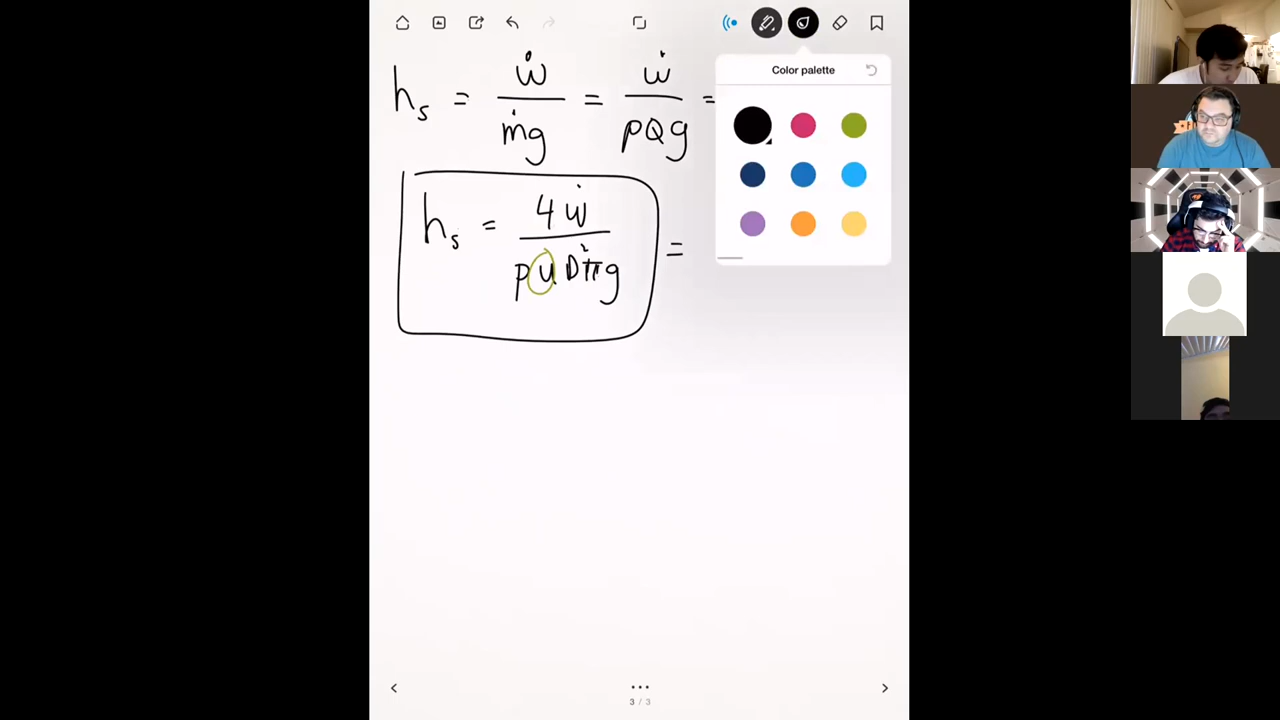 Color palette
hₛ = ẇ / ṁg = ẇ / ρQg =
hₛ = 4ẇ / ρuD²πg =
3 / 3